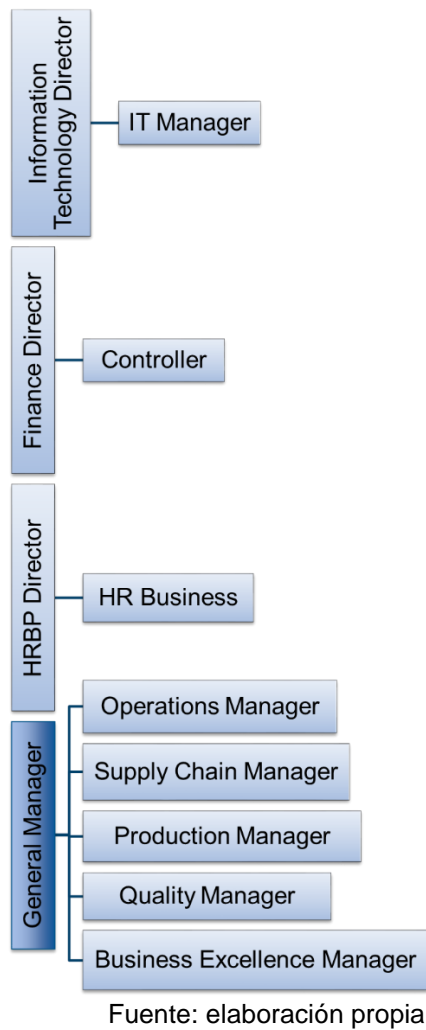 Information
Technology Director
IT Manager
Finance Director
Controller
HRBP Director
HR Business
General Manager
Operations Manager
Supply Chain Manager
Production Manager
Quality Manager
Business Excellence Manager
Fuente: elaboración propia